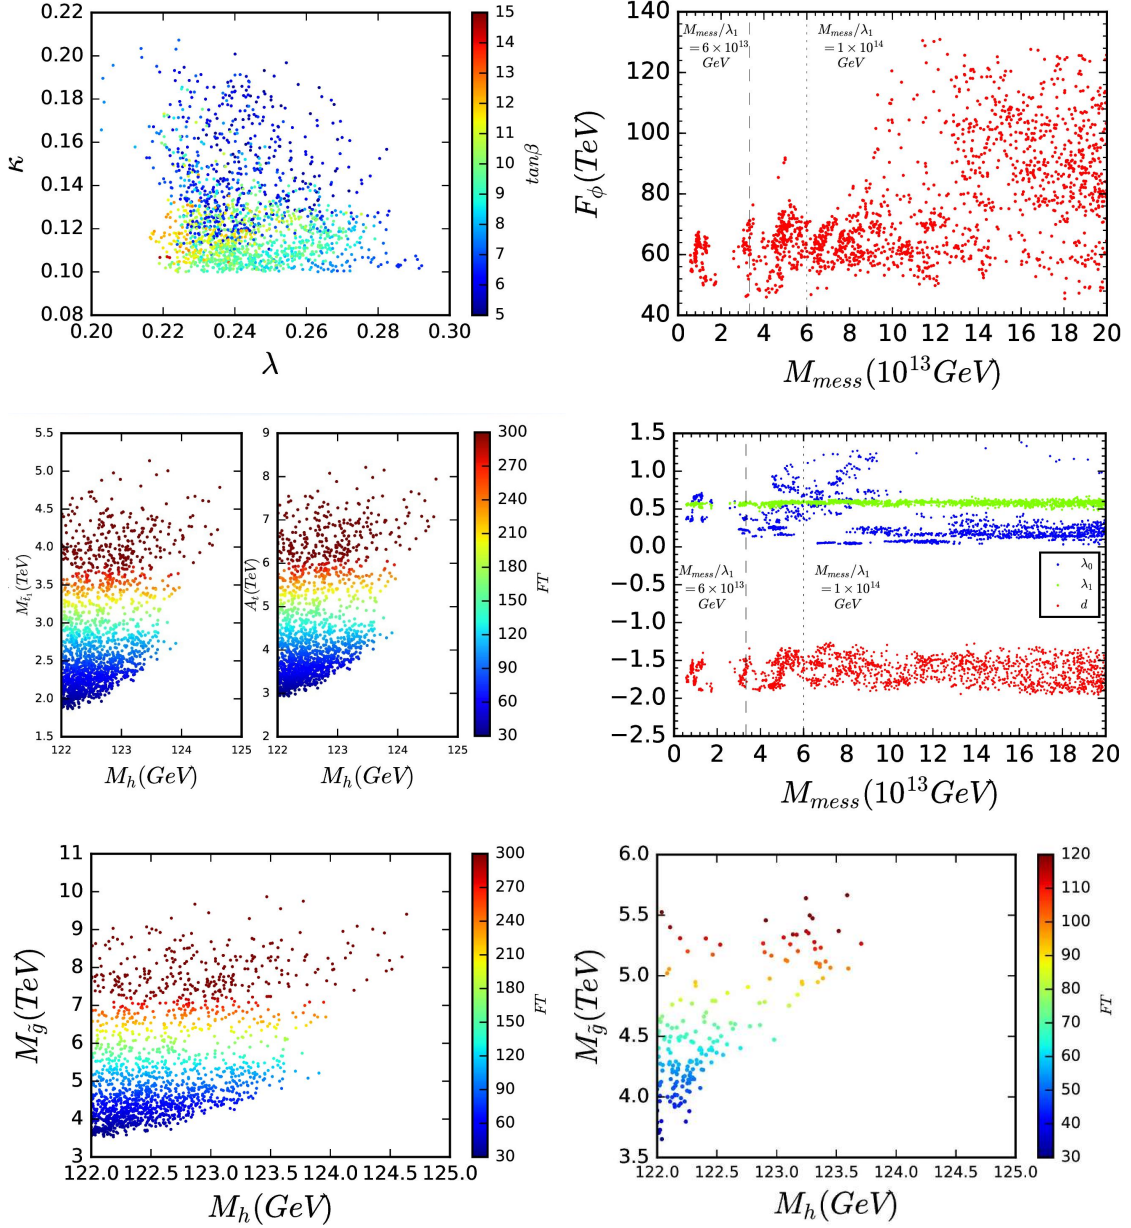 0.22
0.20
0.18
0.16
0.14
0.12
0.10
0.08
κ
0.20 0.22 0.24 0.26 0.28 0.30
λ
15
14
13
12
11
10
9
8
7
6
5
tanβ
140
120
100
80
60
40
F_ϕ(TeV)
M_mess/λ_1
=6×10^13
GeV
M_mess/λ_1
=1×10^14
GeV
0 2 4 6 8 10 12 14 16 18 20
M_mess(10^13 GeV)
5.5
5.0
4.5
4.0
3.5
3.0
2.5
2.0
1.5
M_t̃1(TeV)
122 123 124 125
M_h(GeV)
9
8
7
6
5
4
3
2
A_t(TeV)
122 123 124 125
M_h(GeV)
300
270
240
210
180
150
120
90
60
30
FT
1.5
1.0
0.5
0.0
−0.5
−1.0
−1.5
−2.0
−2.5
M_mess/λ_1
=6×10^13
GeV
M_mess/λ_1
=1×10^14
GeV
λ_0
λ_1
d
0 2 4 6 8 10 12 14 16 18 20
M_mess(10^13 GeV)
11
10
9
8
7
6
5
4
3
M_g̃(TeV)
122.0 122.5 123.0 123.5 124.0 124.5 125.0
M_h(GeV)
300
270
240
210
180
150
120
90
60
30
FT
6.0
5.5
5.0
4.5
4.0
3.5
M_g̃(TeV)
122.0 122.5 123.0 123.5 124.0 124.5 125.0
M_h(GeV)
120
110
100
90
80
70
60
50
40
30
FT